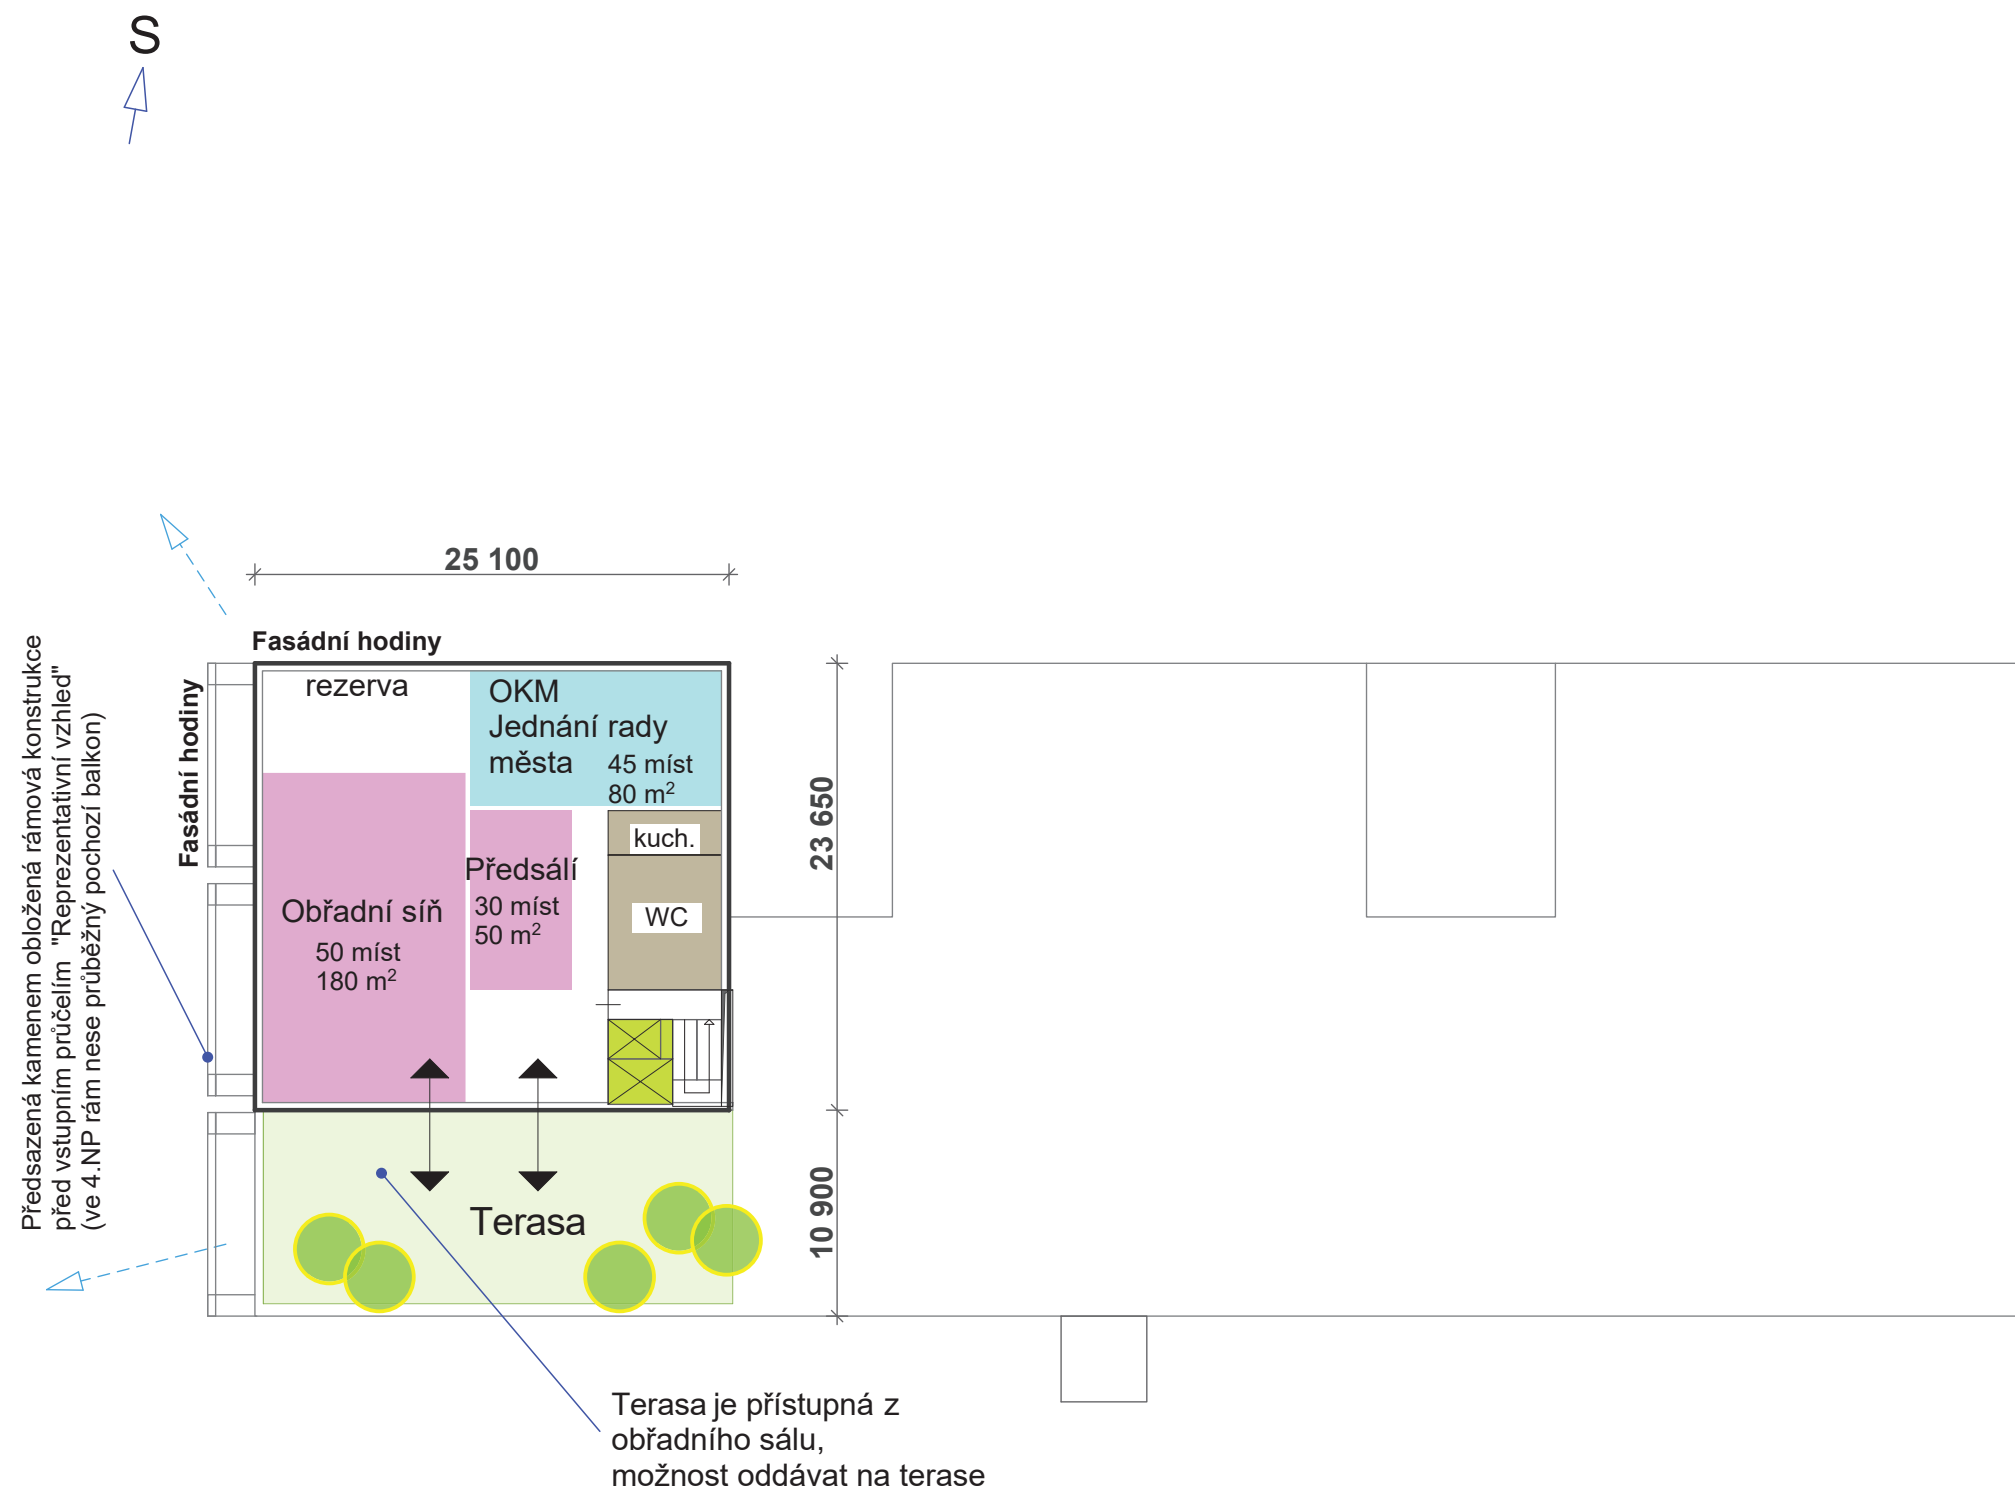 S
25 100
Fasádní hodiny
Fasádní hodiny
Předsazená kamenem obložená rámová konstrukce
před vstupním průčelím "Reprezentativní vzhled"
(ve 4.NP rám nese průběžný pochozí balkon)
rezerva
OKM
Jednání rady
města
45 míst
80 m²
kuch.
Předsálí
30 míst
50 m²
WC
Obřadní síň
50 míst
180 m²
23 650
10 900
Terasa
Terasa je přístupná z
obřadního sálu,
možnost oddávat na terase